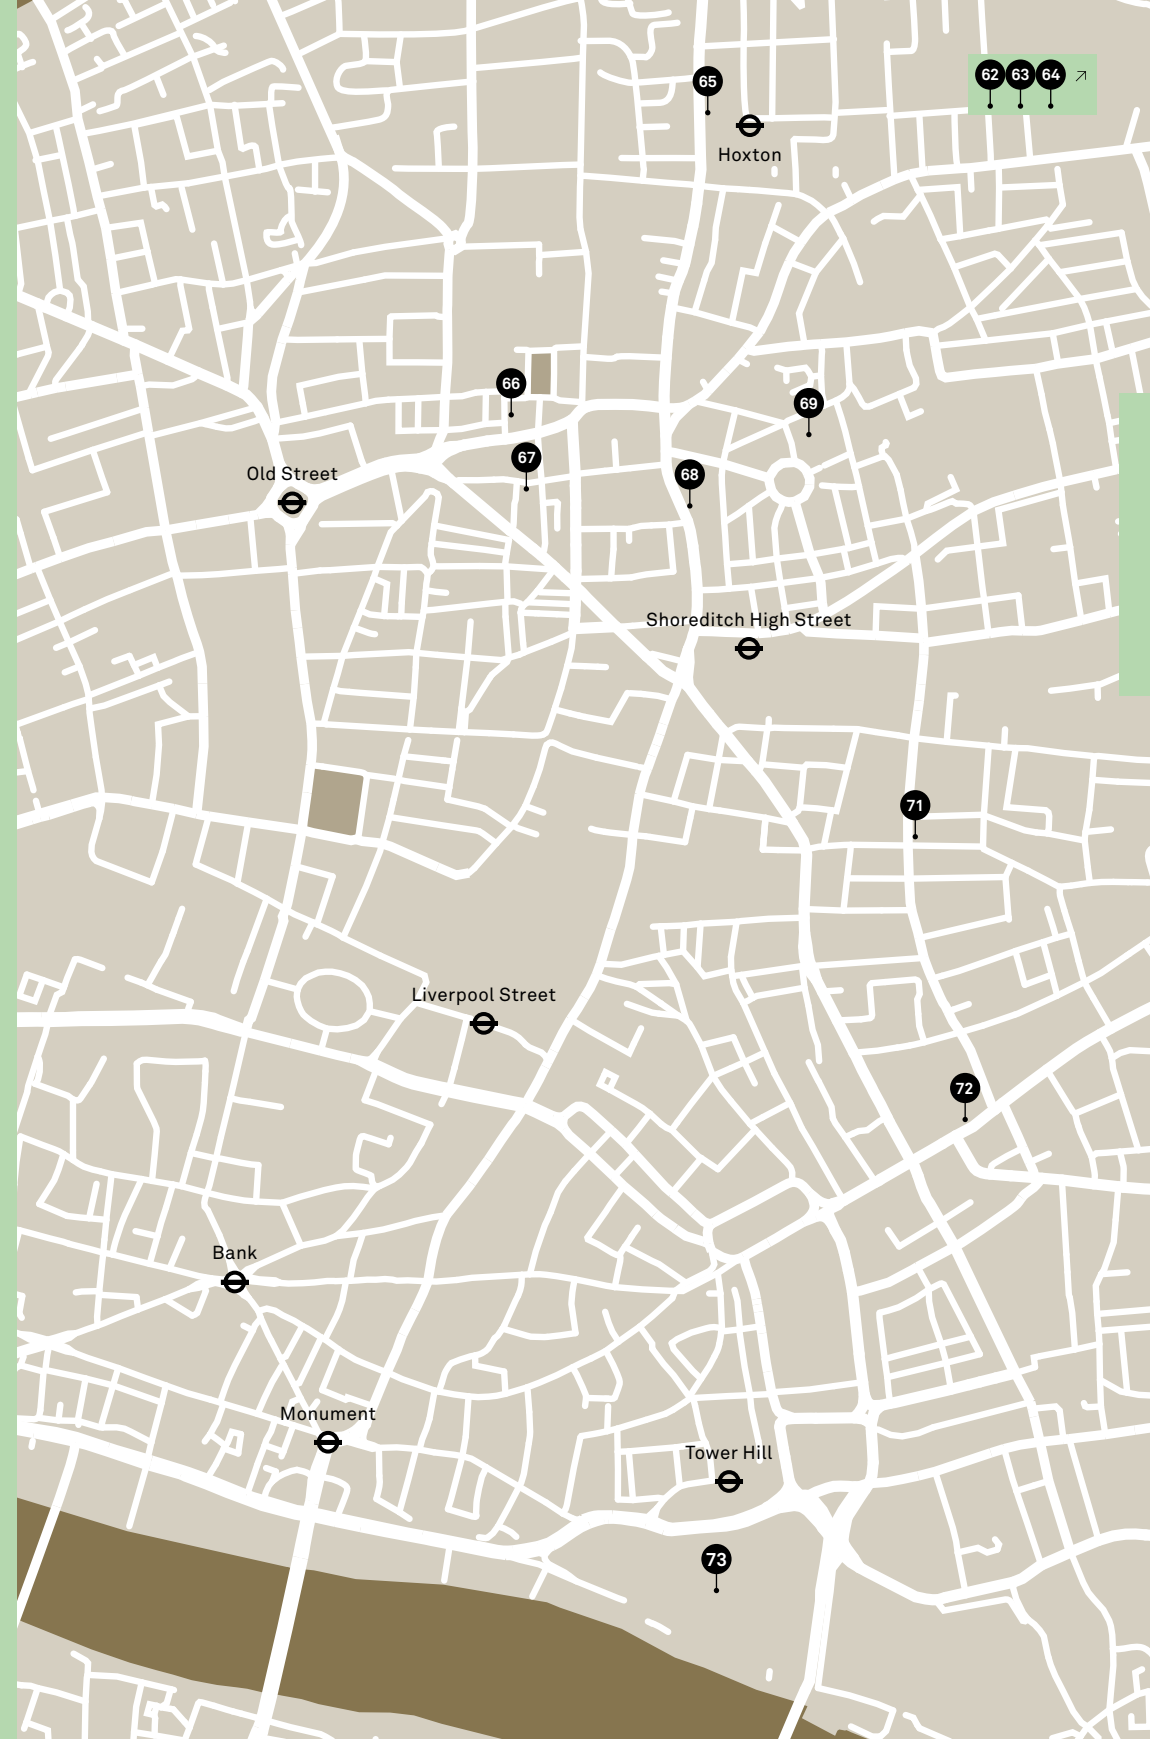 62 63 64
65
Hoxton
66
69
67
Old Street
68
Shoreditch High Street
71
Liverpool Street
72
Bank
Monument
Tower Hill
73